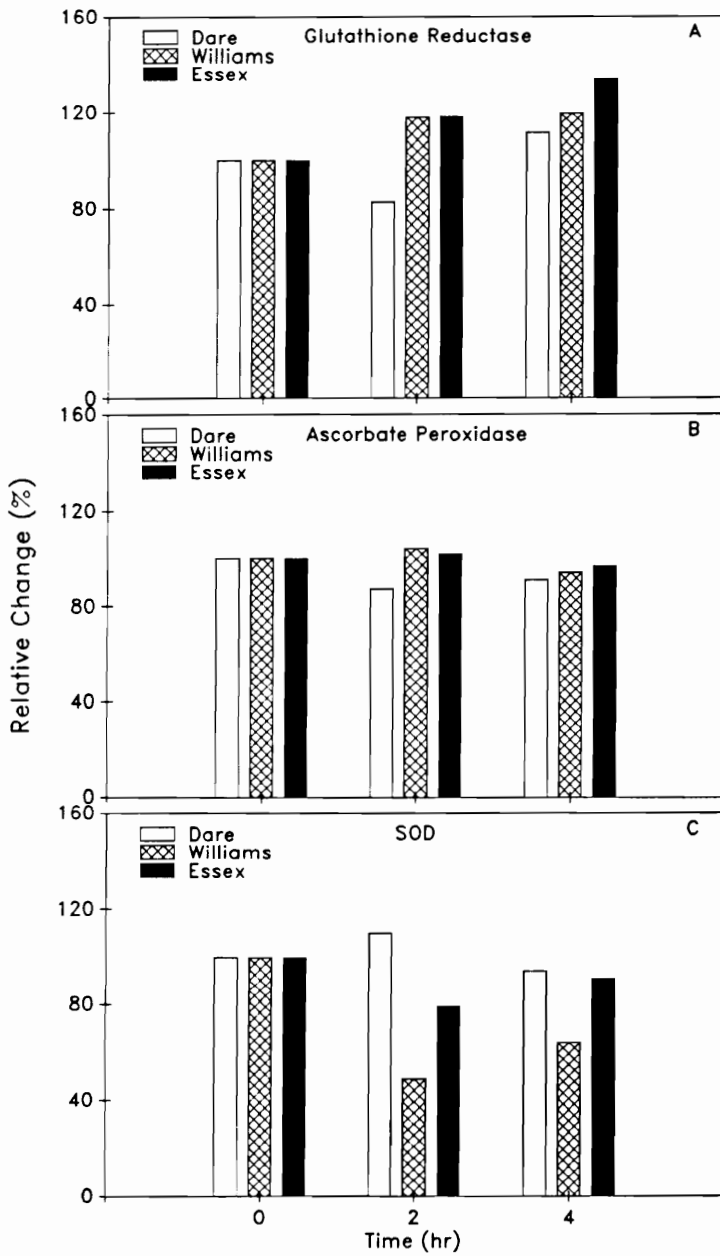 160
Dare
Glutathione Reductase
A
Williams
Essex
120
80
40
0
160
Dare
Ascorbate Peroxidase
B
Williams
Essex
120
80
40
0
160
Dare
SOD
C
Williams
Essex
120
80
40
0
Relative Change (%)
0
2
4
Time (hr)